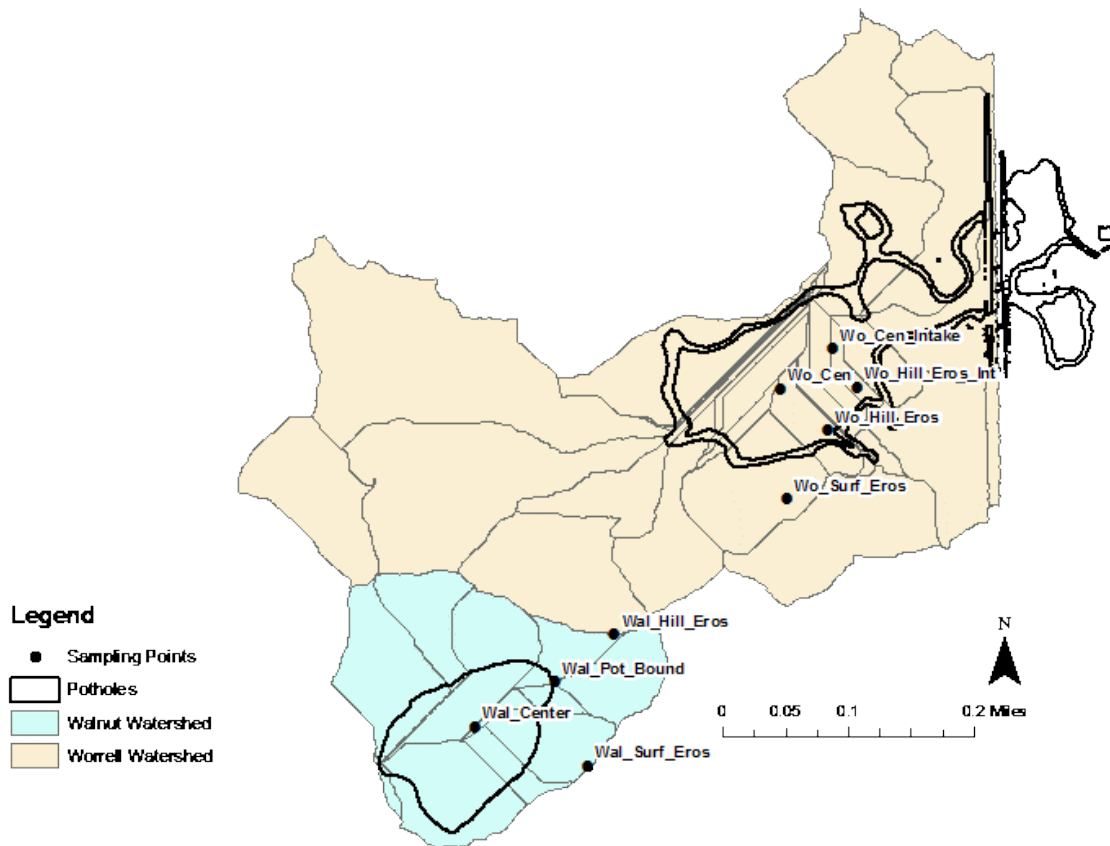 Wo_Cen_Intake
Wo_Cen
Wo_Hill_Eros_Int
Wo_Hill_Eros
Wo_Surf_Eros
Wal_Hill_Eros
Wal_Pot_Bound
Wal_Center
Wal_Surf_Eros
Legend
Sampling Points
Potholes
Walnut Watershed
Worrell Watershed
N
0 0.05 0.1 0.2 Miles